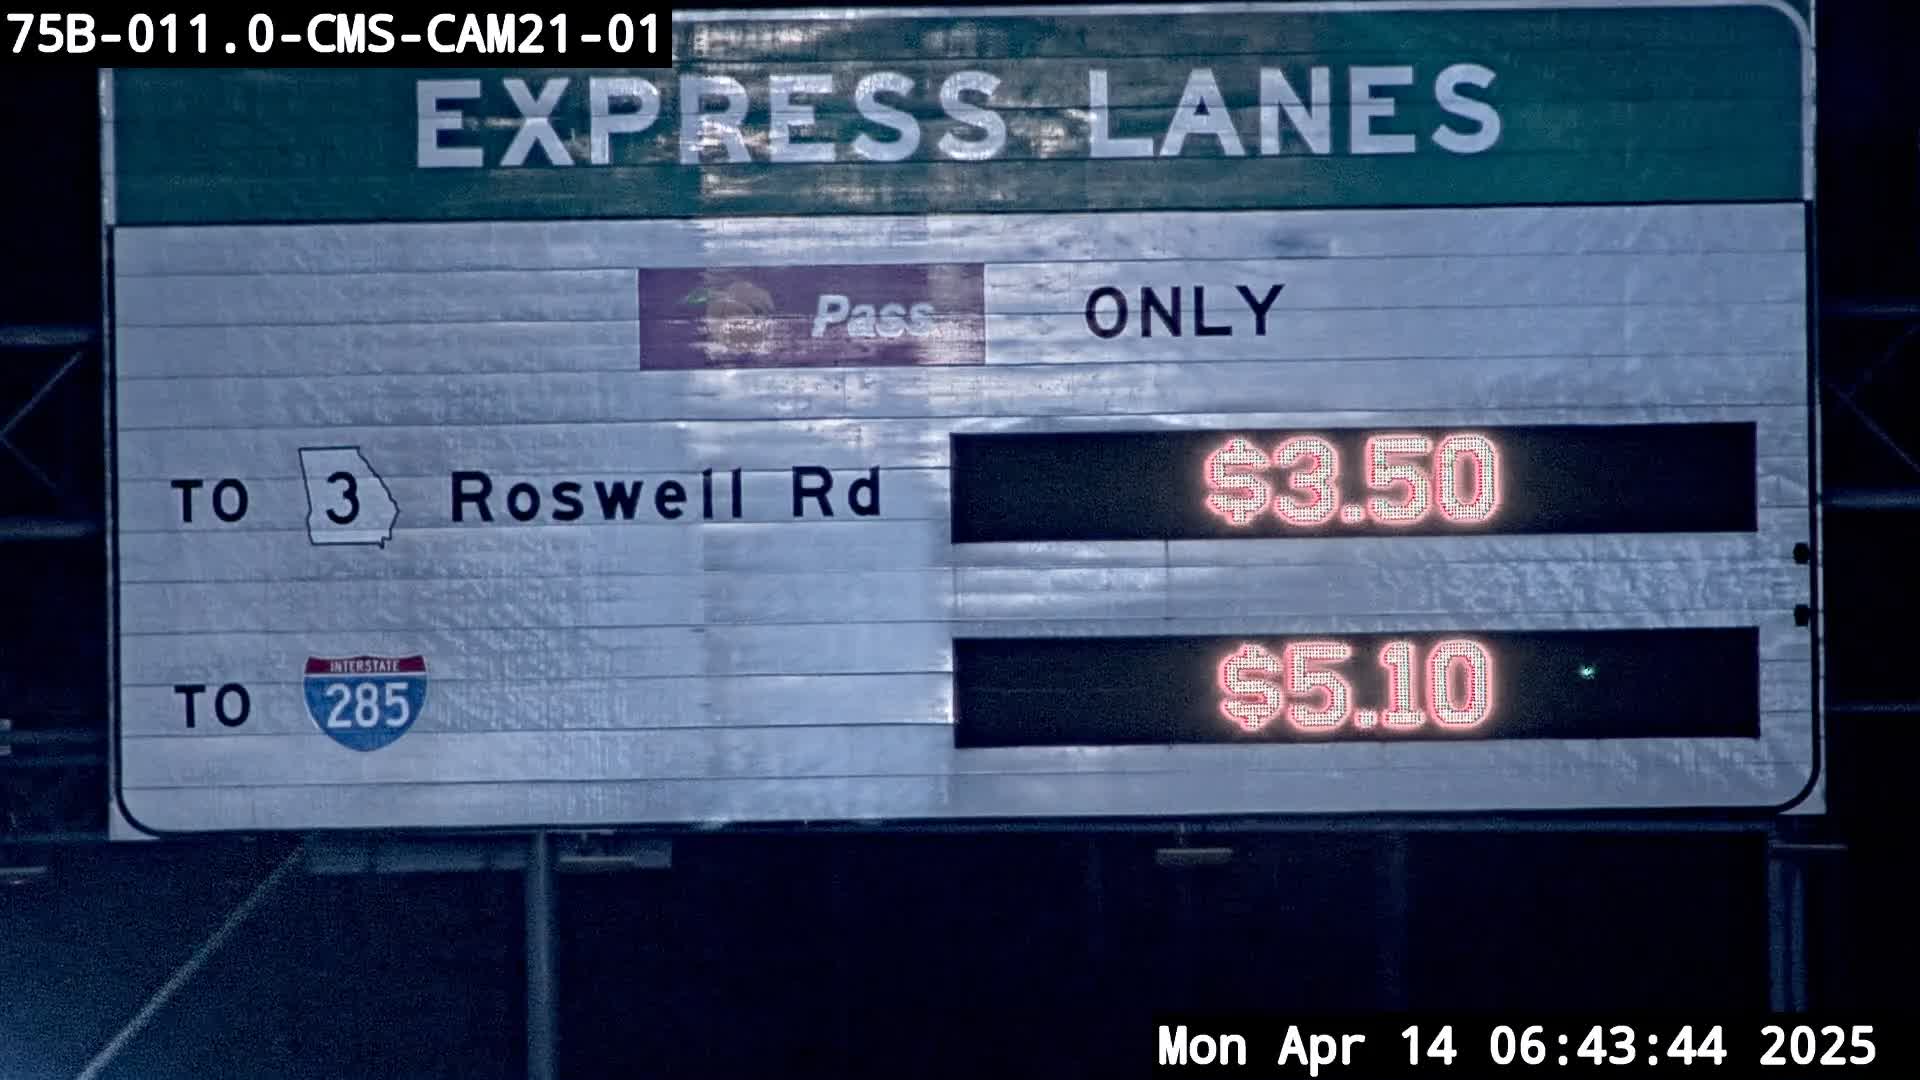 75B-011.0-CMS-CAM21-01
EXPRESS LANES
Pass ONLY
TO 3 Roswell Rd $3.50
INTERSTATE
TO 285 $5.10
Mon Apr 14 06:43:44 2025